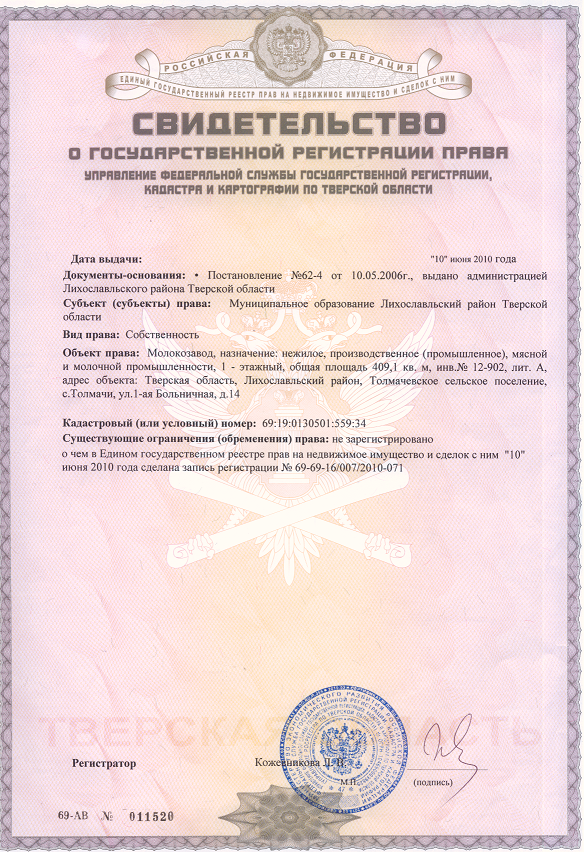 РОССИЙСКАЯ ФЕДЕРАЦИЯ
ЕДИНЫЙ ГОСУДАРСТВЕННЫЙ РЕЕСТР ПРАВ НА НЕДВИЖИМОЕ ИМУЩЕСТВО И СДЕЛОК С НИМ
СВИДЕТЕЛЬСТВО
О ГОСУДАРСТВЕННОЙ РЕГИСТРАЦИИ ПРАВА
УПРАВЛЕНИЕ ФЕДЕРАЛЬНОЙ СЛУЖБЫ ГОСУДАРСТВЕННОЙ РЕГИСТРАЦИИ,
КАДАСТРА И КАРТОГРАФИИ ПО ТВЕРСКОЙ ОБЛАСТИ
Дата выдачи: "10" июня 2010 года
Документы-основания: • Постановление №62-4 от 10.05.2006г., выдано администрацией
Лихославльского района Тверской области
Субъект (субъекты) права: Муниципальное образование Лихославльский район Тверской
области
Вид права: Собственность
Объект права: Молокозавод, назначение: нежилое, производственное (промышленное), мясной
и молочной промышленности, 1 - этажный, общая площадь 409,1 кв. м, инв.№ 12-902, лит. А,
адрес объекта: Тверская область, Лихославльский район, Толмачевское сельское поселение,
с.Толмачи, ул.1-ая Больничная, д.14
Кадастровый (или условный) номер: 69:19:0130501:559:34
Существующие ограничения (обременения) права: не зарегистрировано
о чем в Едином государственном реестре прав на недвижимое имущество и сделок с ним "10"
июня 2010 года сделана запись регистрации № 69-69-16/007/2010-071
ТВЕРСКАЯ ОБЛАСТЬ
Регистратор Кожевникова Л. В.
М.П. (подпись)
69-АВ № 011520